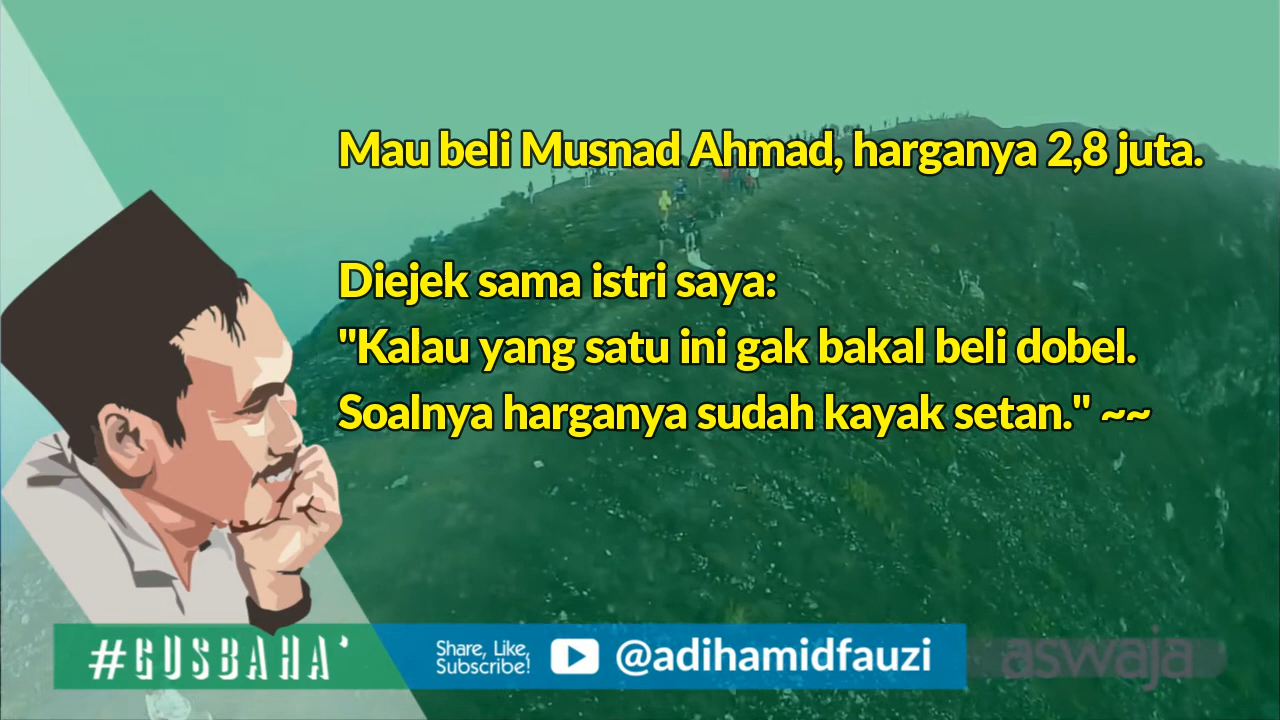 Mau beli Musnad Ahmad, harganya 2,8 juta.
Diejek sama istri saya:
"Kalau yang satu ini gak bakal beli dobel.
Soalnya harganya sudah kayak setan." ~~
#GUSBAHA'
Share, Like,
Subscribe!
@adihamidfauzi
aswaja